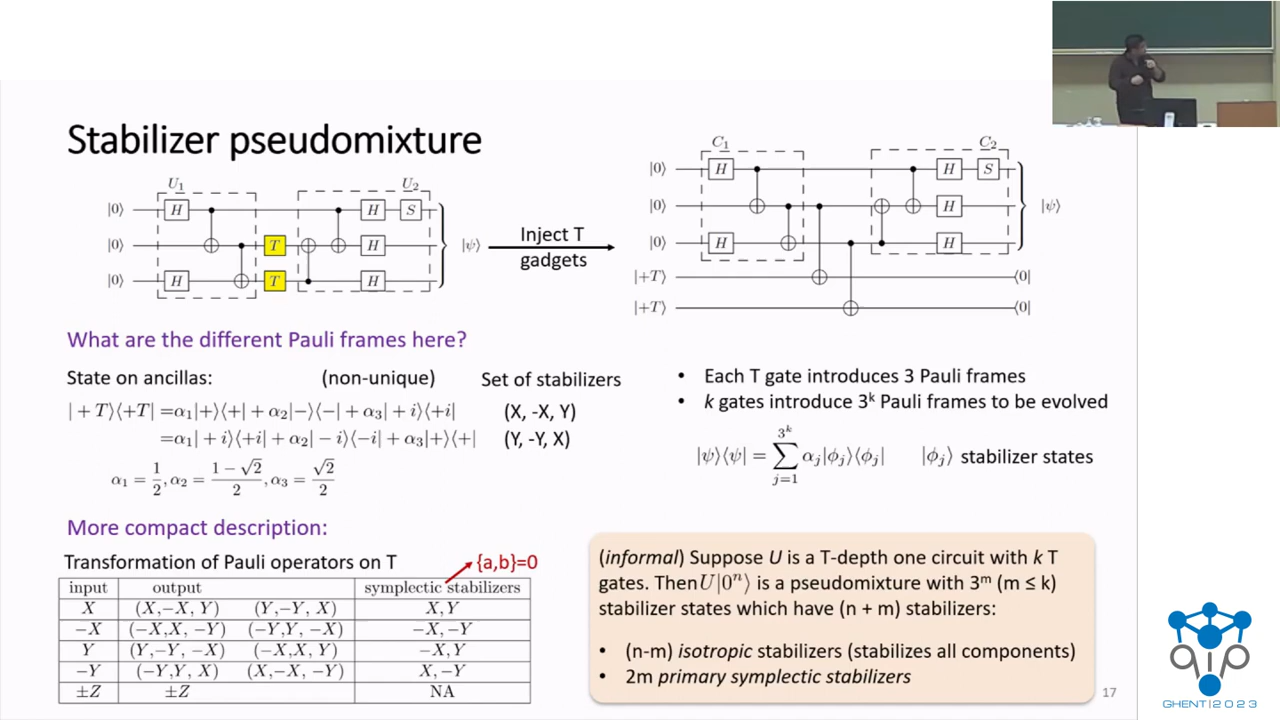 Stabilizer pseudomixture
U₁ U₂
|0⟩ H H S
|0⟩ T H |ψ⟩
|0⟩ H T H
Inject T
gadgets
C₁ C₂
|0⟩ H H S
|0⟩ H |ψ⟩
|0⟩ H H
|+T⟩ ⟨0|
|+T⟩ ⟨0|
What are the different Pauli frames here?
State on ancillas: (non-unique) Set of stabilizers
|+T⟩⟨+T| =α₁|+⟩⟨+| + α₂|−⟩⟨−| + α₃| + i⟩⟨+i| (X, -X, Y)
=α₁| + i⟩⟨+i| + α₂| − i⟩⟨−i| + α₃|+⟩⟨+| (Y, -Y, X)
α₁ = 1/2, α₂ = (1−√2)/2, α₃ = √2/2
• Each T gate introduces 3 Pauli frames
• k gates introduce 3ᵏ Pauli frames to be evolved
|ψ⟩⟨ψ| = ∑_{j=1}^{3ᵏ} αⱼ|ϕⱼ⟩⟨ϕⱼ| |ϕⱼ⟩ stabilizer states
More compact description:
Transformation of Pauli operators on T {a,b}=0
input output symplectic stabilizers
X (X,−X, Y) (Y,−Y, X) X, Y
−X (−X,X, −Y) (−Y,Y, −X) −X, −Y
Y (Y,−Y, −X) (−X,X, Y) −X, Y
−Y (−Y,Y, X) (X,−X, −Y) X, −Y
±Z ±Z NA
(informal) Suppose U is a T-depth one circuit with k T
gates. Then U|0ⁿ⟩ is a pseudomixture with 3ᵐ (m ≤ k)
stabilizer states which have (n + m) stabilizers:
• (n-m) isotropic stabilizers (stabilizes all components)
• 2m primary symplectic stabilizers
17
qip
GHENT|2023